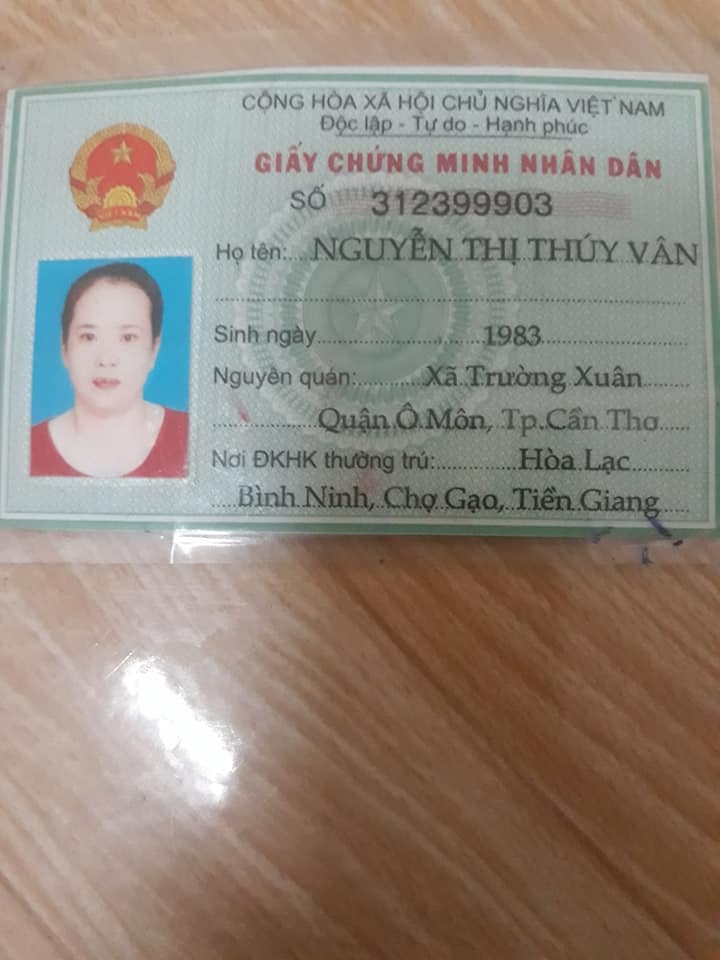 CỘNG HÒA XÃ HỘI CHỦ NGHĨA VIỆT NAM
Độc lập - Tự do - Hạnh phúc
GIẤY CHỨNG MINH NHÂN DÂN
SỐ 312399903
Họ tên: NGUYỄN THỊ THÚY VÂN
Sinh ngày 1983
Nguyên quán: Xã Trường Xuân
Quận Ô Môn, Tp.Cần Thơ
Nơi ĐKHK thường trú: Hòa Lạc
Bình Ninh, Chợ Gạo, Tiền Giang
VIỆT NAM